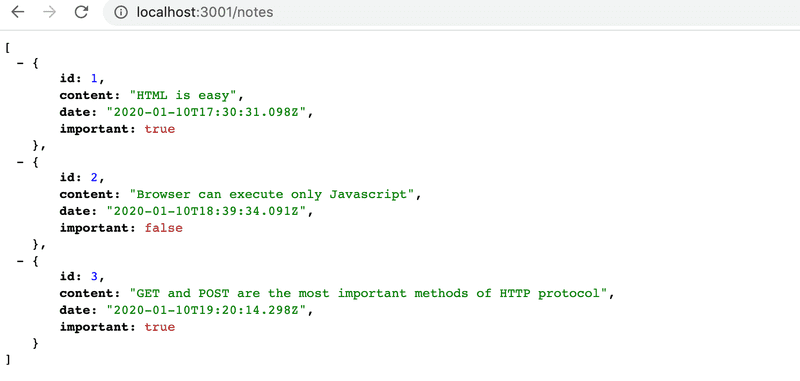 localhost:3001/notes
[
- {
id: 1,
content: "HTML is easy",
date: "2020-01-10T17:30:31.098Z",
important: true
},
- {
id: 2,
content: "Browser can execute only Javascript",
date: "2020-01-10T18:39:34.091Z",
important: false
},
- {
id: 3,
content: "GET and POST are the most important methods of HTTP protocol",
date: "2020-01-10T19:20:14.298Z",
important: true
}
]